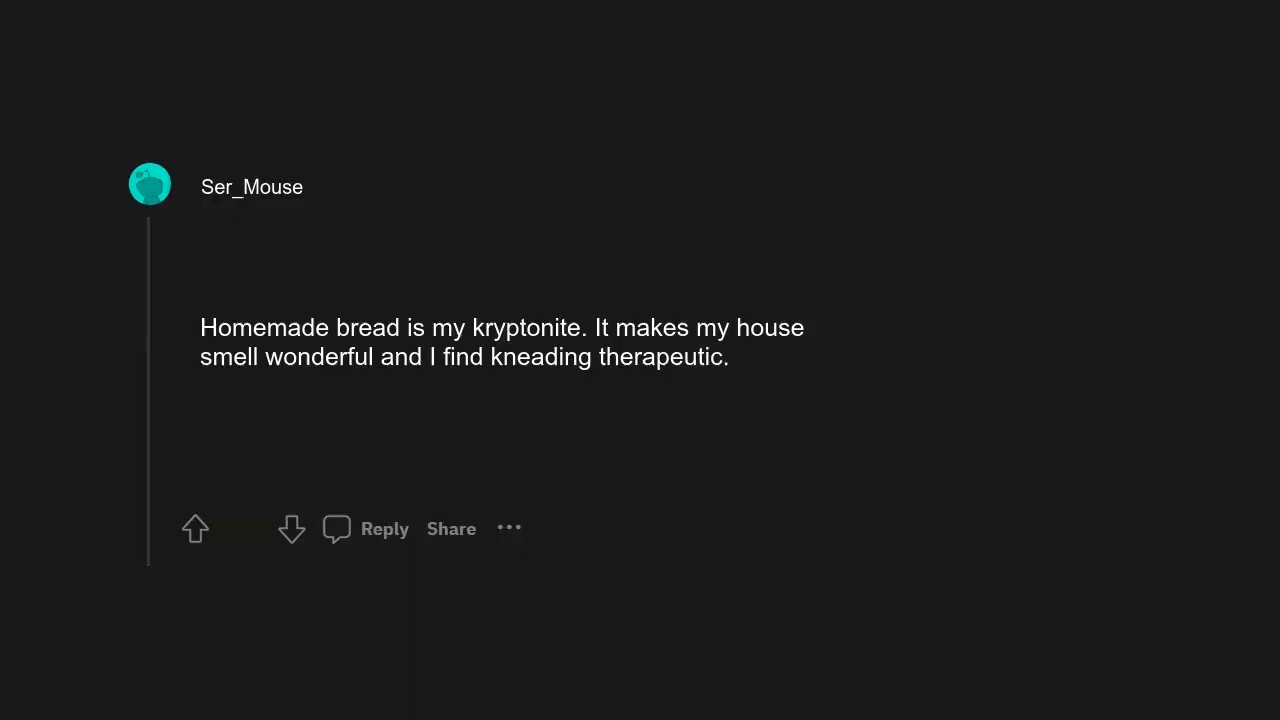 Ser_Mouse
Homemade bread is my kryptonite. It makes my house
smell wonderful and I find kneading therapeutic.
Reply Share